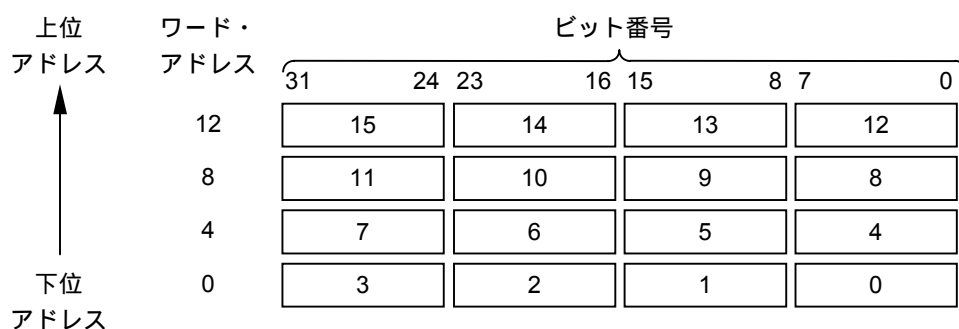 上位 ワード・ ビット番号
アドレス アドレス
31 24 23 16 15 8 7 0
12 15 14 13 12
8 11 10 9 8
4 7 6 5 4
下位 0 3 2 1 0
アドレス